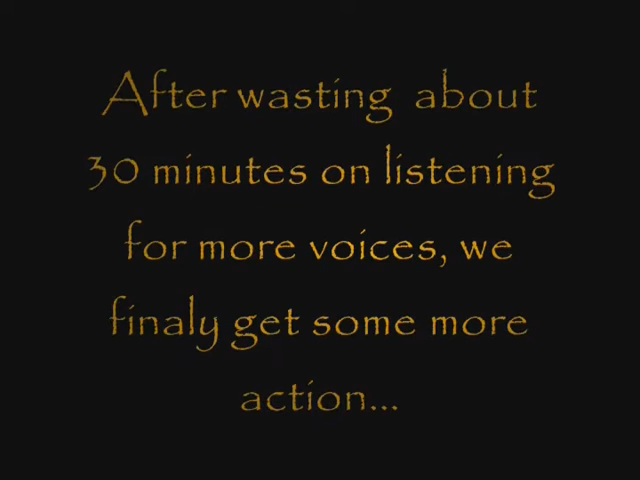 After wasting about
30 minutes on listening
for more voices, we
finaly get some more
action...